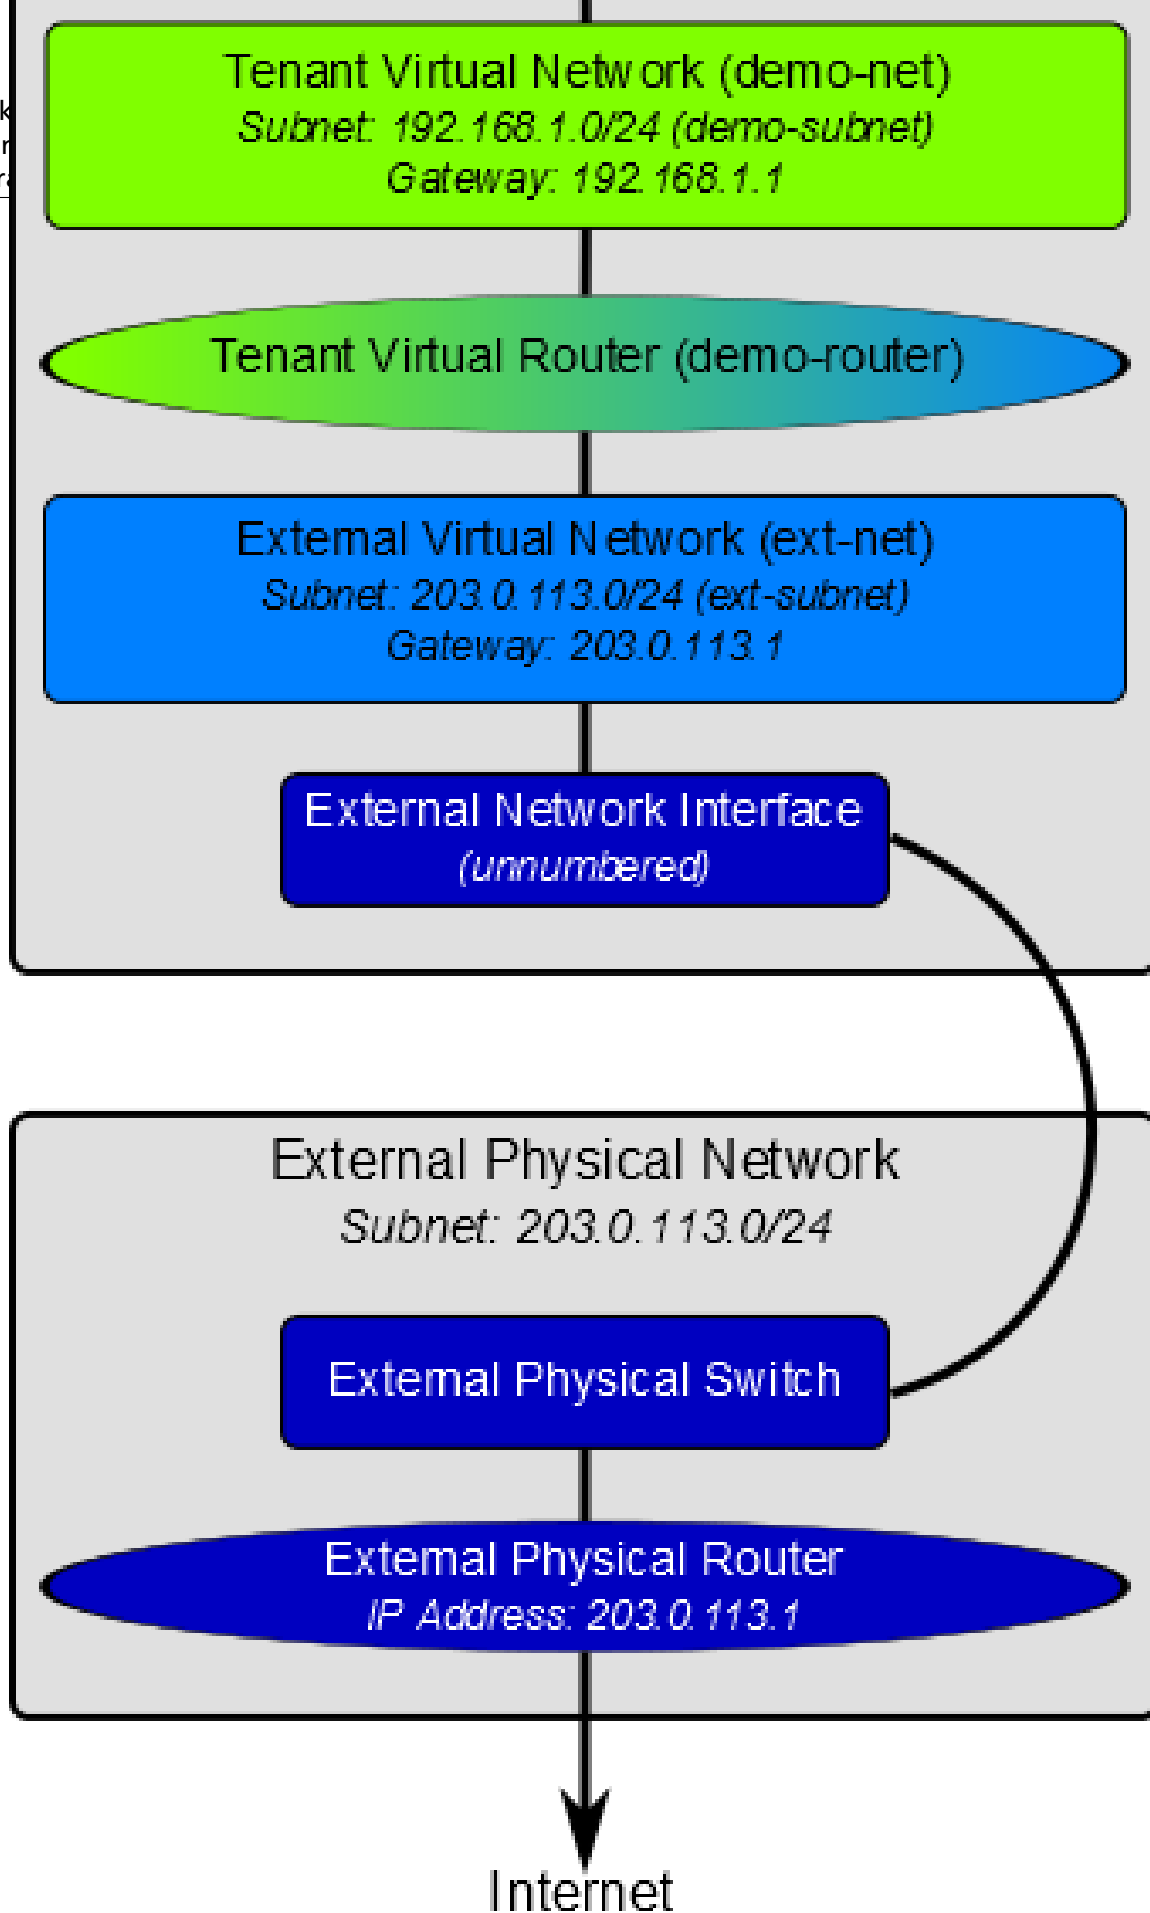 Tenant Virtual Network (demo-net)
Subnet: 192.168.1.0/24 (demo-subnet)
Gateway: 192.168.1.1
Tenant Virtual Router (demo-router)
External Virtual Network (ext-net)
Subnet: 203.0.113.0/24 (ext-subnet)
Gateway: 203.0.113.1
External Network Interface
(unnumbered)
External Physical Network
Subnet: 203.0.113.0/24
External Physical Switch
External Physical Router
IP Address: 203.0.113.1
Internet